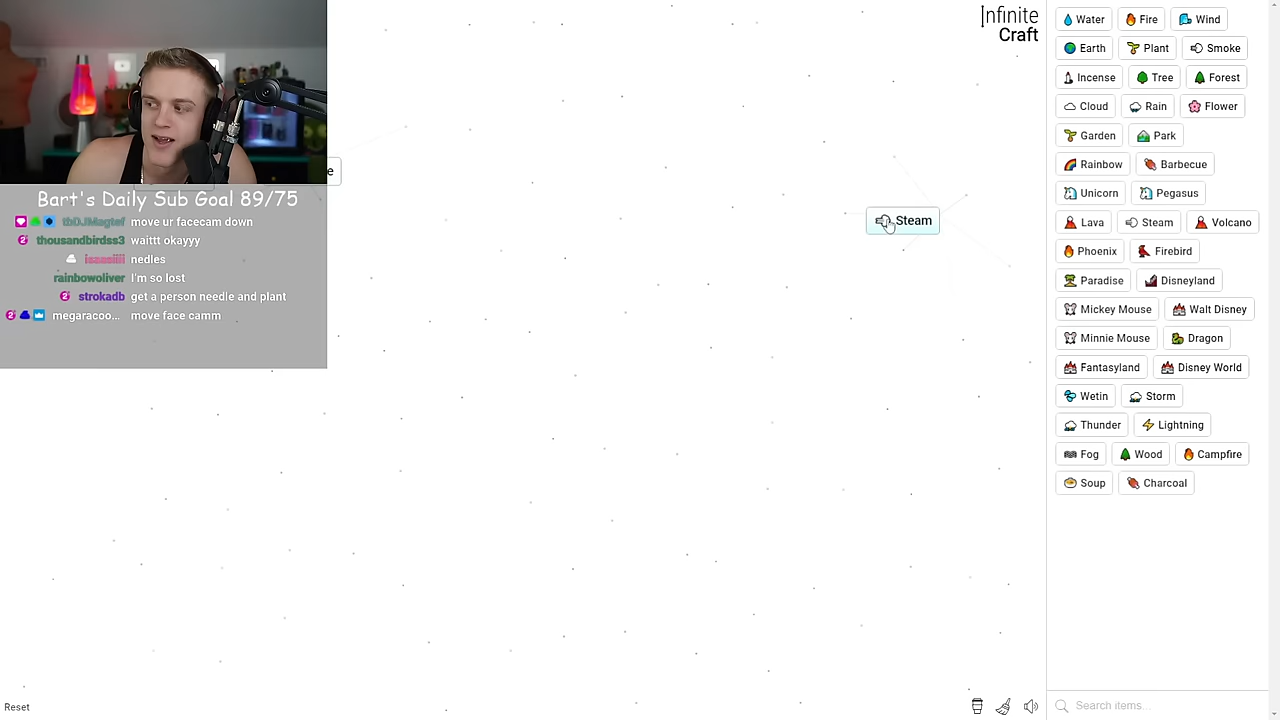 Infinite
Craft
Water Fire Wind
Earth Plant Smoke
Incense Tree Forest
Cloud Rain Flower
Garden Park
Rainbow Barbecue
Unicorn Pegasus
Lava Steam Volcano
Phoenix Firebird
Paradise Disneyland
Mickey Mouse Walt Disney
Minnie Mouse Dragon
Fantasyland Disney World
Wetin Storm
Thunder Lightning
Fog Wood Campfire
Soup Charcoal
Search items...
e
Steam
Bart's Daily Sub Goal 89/75
tbDJMagtef move ur facecam down
thousandbirdss3 waittt okayyy
isaasiiii nedles
rainbowoliver I'm so lost
strokadb get a person needle and plant
megaracoo... move face camm
Reset